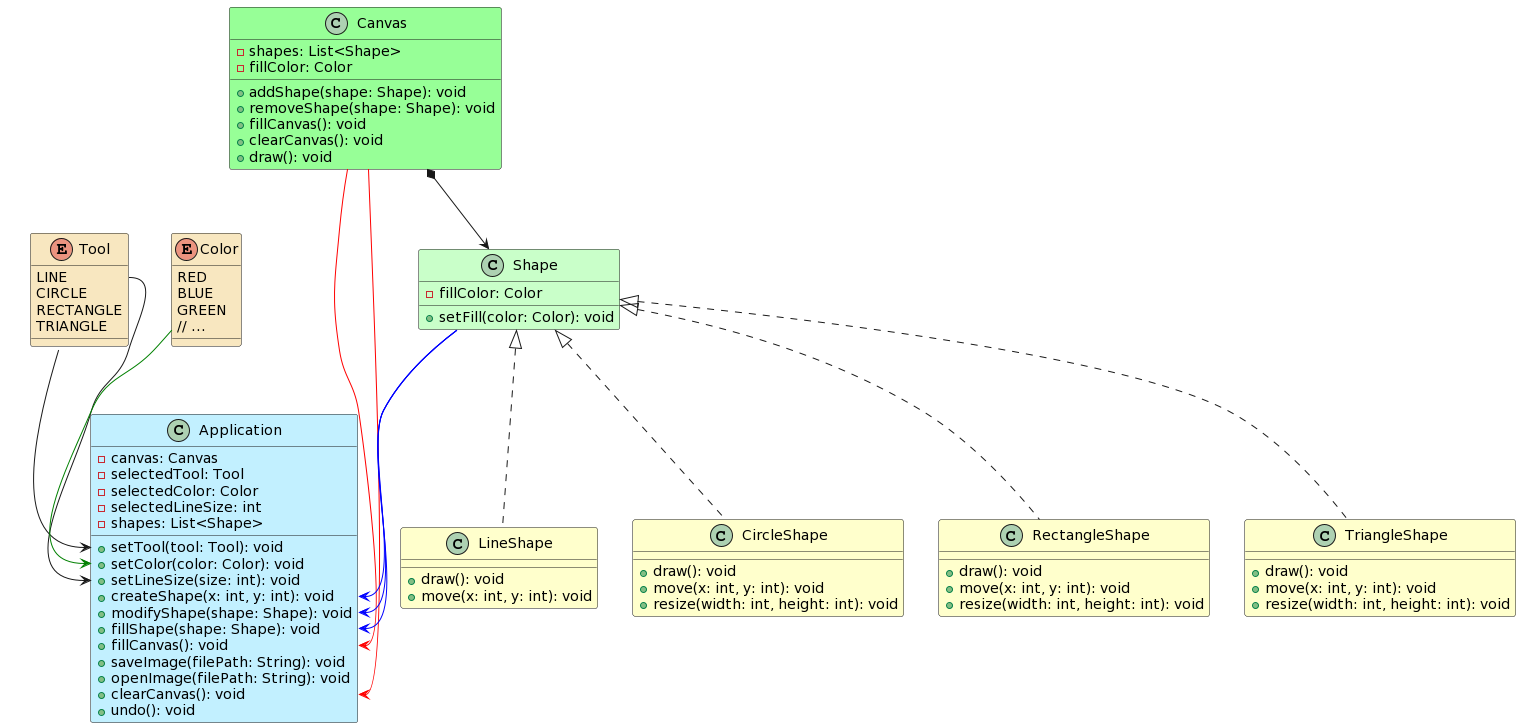 C Canvas
shapes: List<Shape>
fillColor: Color
addShape(shape: Shape): void
removeShape(shape: Shape): void
fillCanvas(): void
clearCanvas(): void
draw(): void
E Tool
LINE
CIRCLE
RECTANGLE
TRIANGLE
E Color
RED
BLUE
GREEN
// ...
C Shape
fillColor: Color
setFill(color: Color): void
C Application
canvas: Canvas
selectedTool: Tool
selectedColor: Color
selectedLineSize: int
shapes: List<Shape>
setTool(tool: Tool): void
setColor(color: Color): void
setLineSize(size: int): void
createShape(x: int, y: int): void
modifyShape(shape: Shape): void
fillShape(shape: Shape): void
fillCanvas(): void
saveImage(filePath: String): void
openImage(filePath: String): void
clearCanvas(): void
undo(): void
C LineShape
draw(): void
move(x: int, y: int): void
C CircleShape
draw(): void
move(x: int, y: int): void
resize(width: int, height: int): void
C RectangleShape
draw(): void
move(x: int, y: int): void
resize(width: int, height: int): void
C TriangleShape
draw(): void
move(x: int, y: int): void
resize(width: int, height: int): void